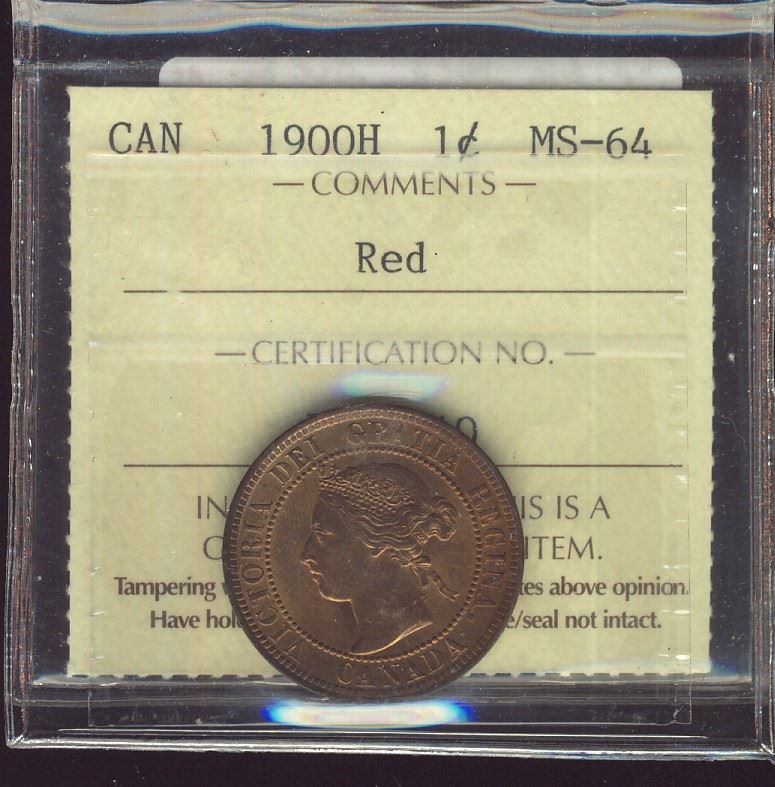 CAN 1900H 1¢ MS-64
— COMMENTS —
Red
— CERTIFICATION NO. —
IN IS IS A
ITEM.
Tampering tes above opinion.
Have hol e/seal not intact.
VICTORIA DEI GRATIA REGINA.
CANADA